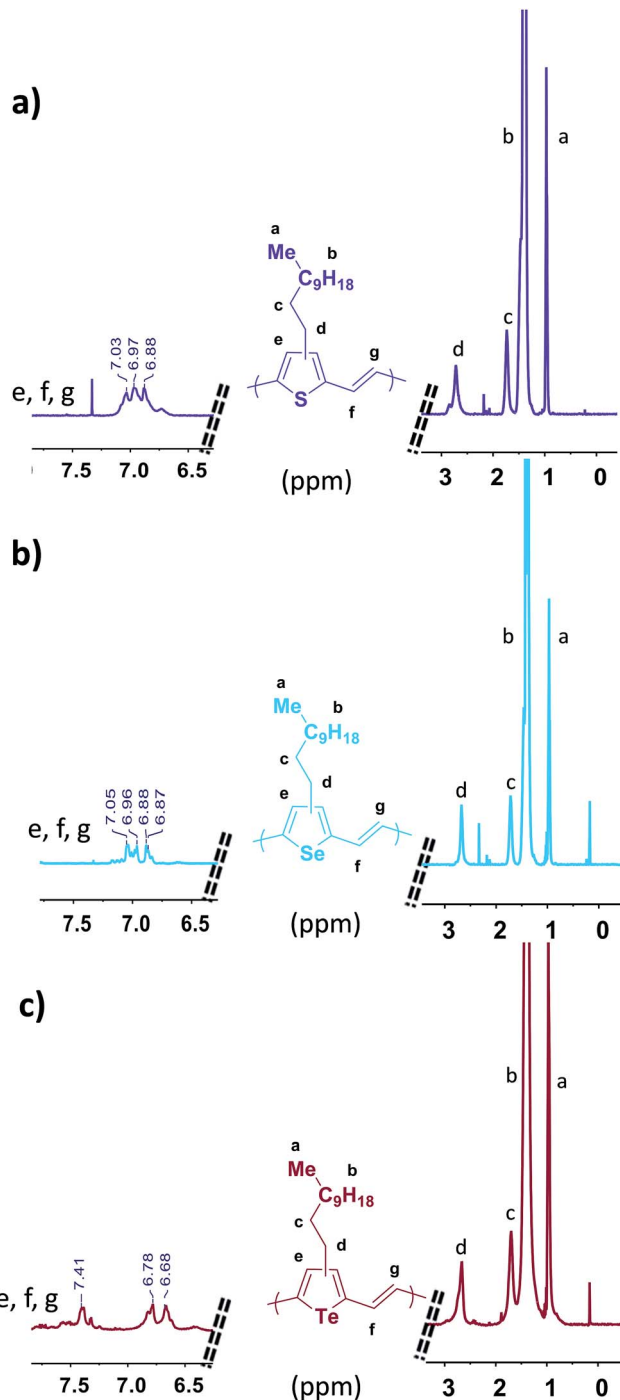 a)
b
a
a
Me
b
C9H18
c
d
e
g
S
f
c
d
7.03
6.97
6.88
e, f, g
7.5
7.0
6.5
(ppm)
3
2
1
0
b)
b
a
a
Me
b
C9H18
c
d
e
g
Se
f
d
c
7.05
6.96
6.88
6.87
e, f, g
7.5
7.0
6.5
(ppm)
3
2
1
0
c)
b
a
a
Me
b
C9H18
c
d
e
g
Te
f
d
c
7.41
6.78
6.68
e, f, g
7.5
7.0
6.5
(ppm)
3
2
1
0